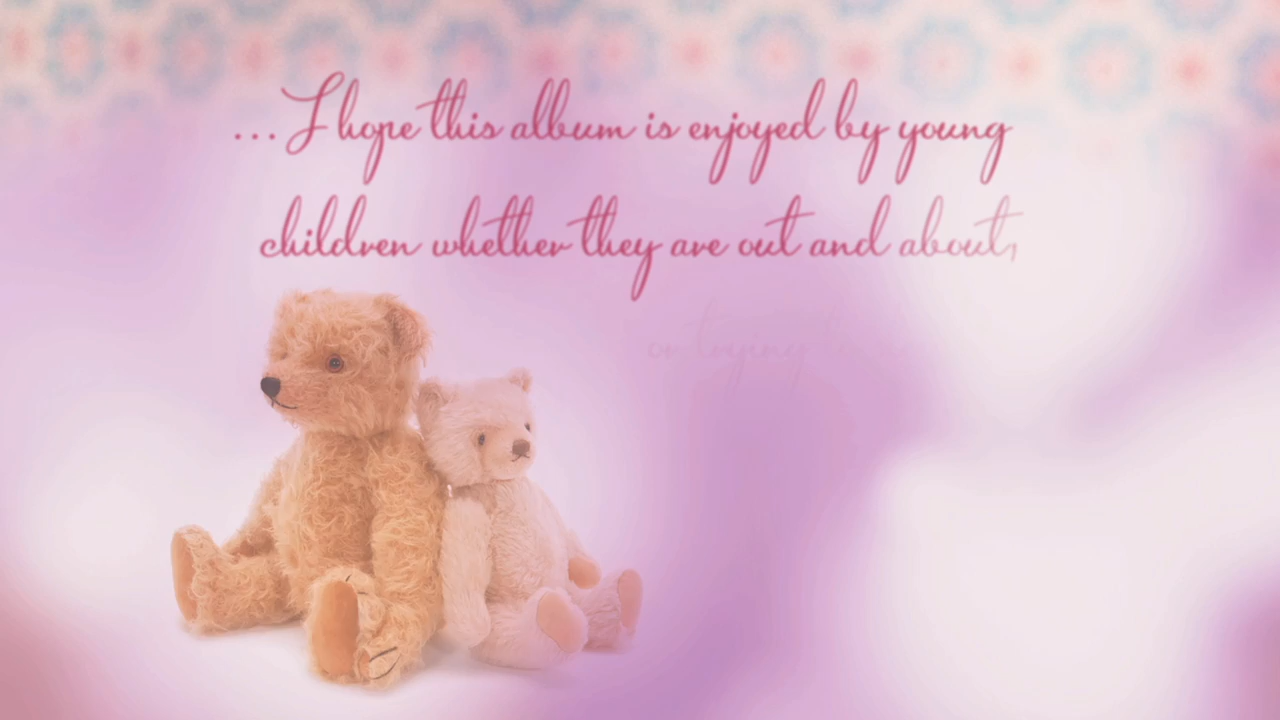 ... I hope this album is enjoyed by young
children whether they are out and about,